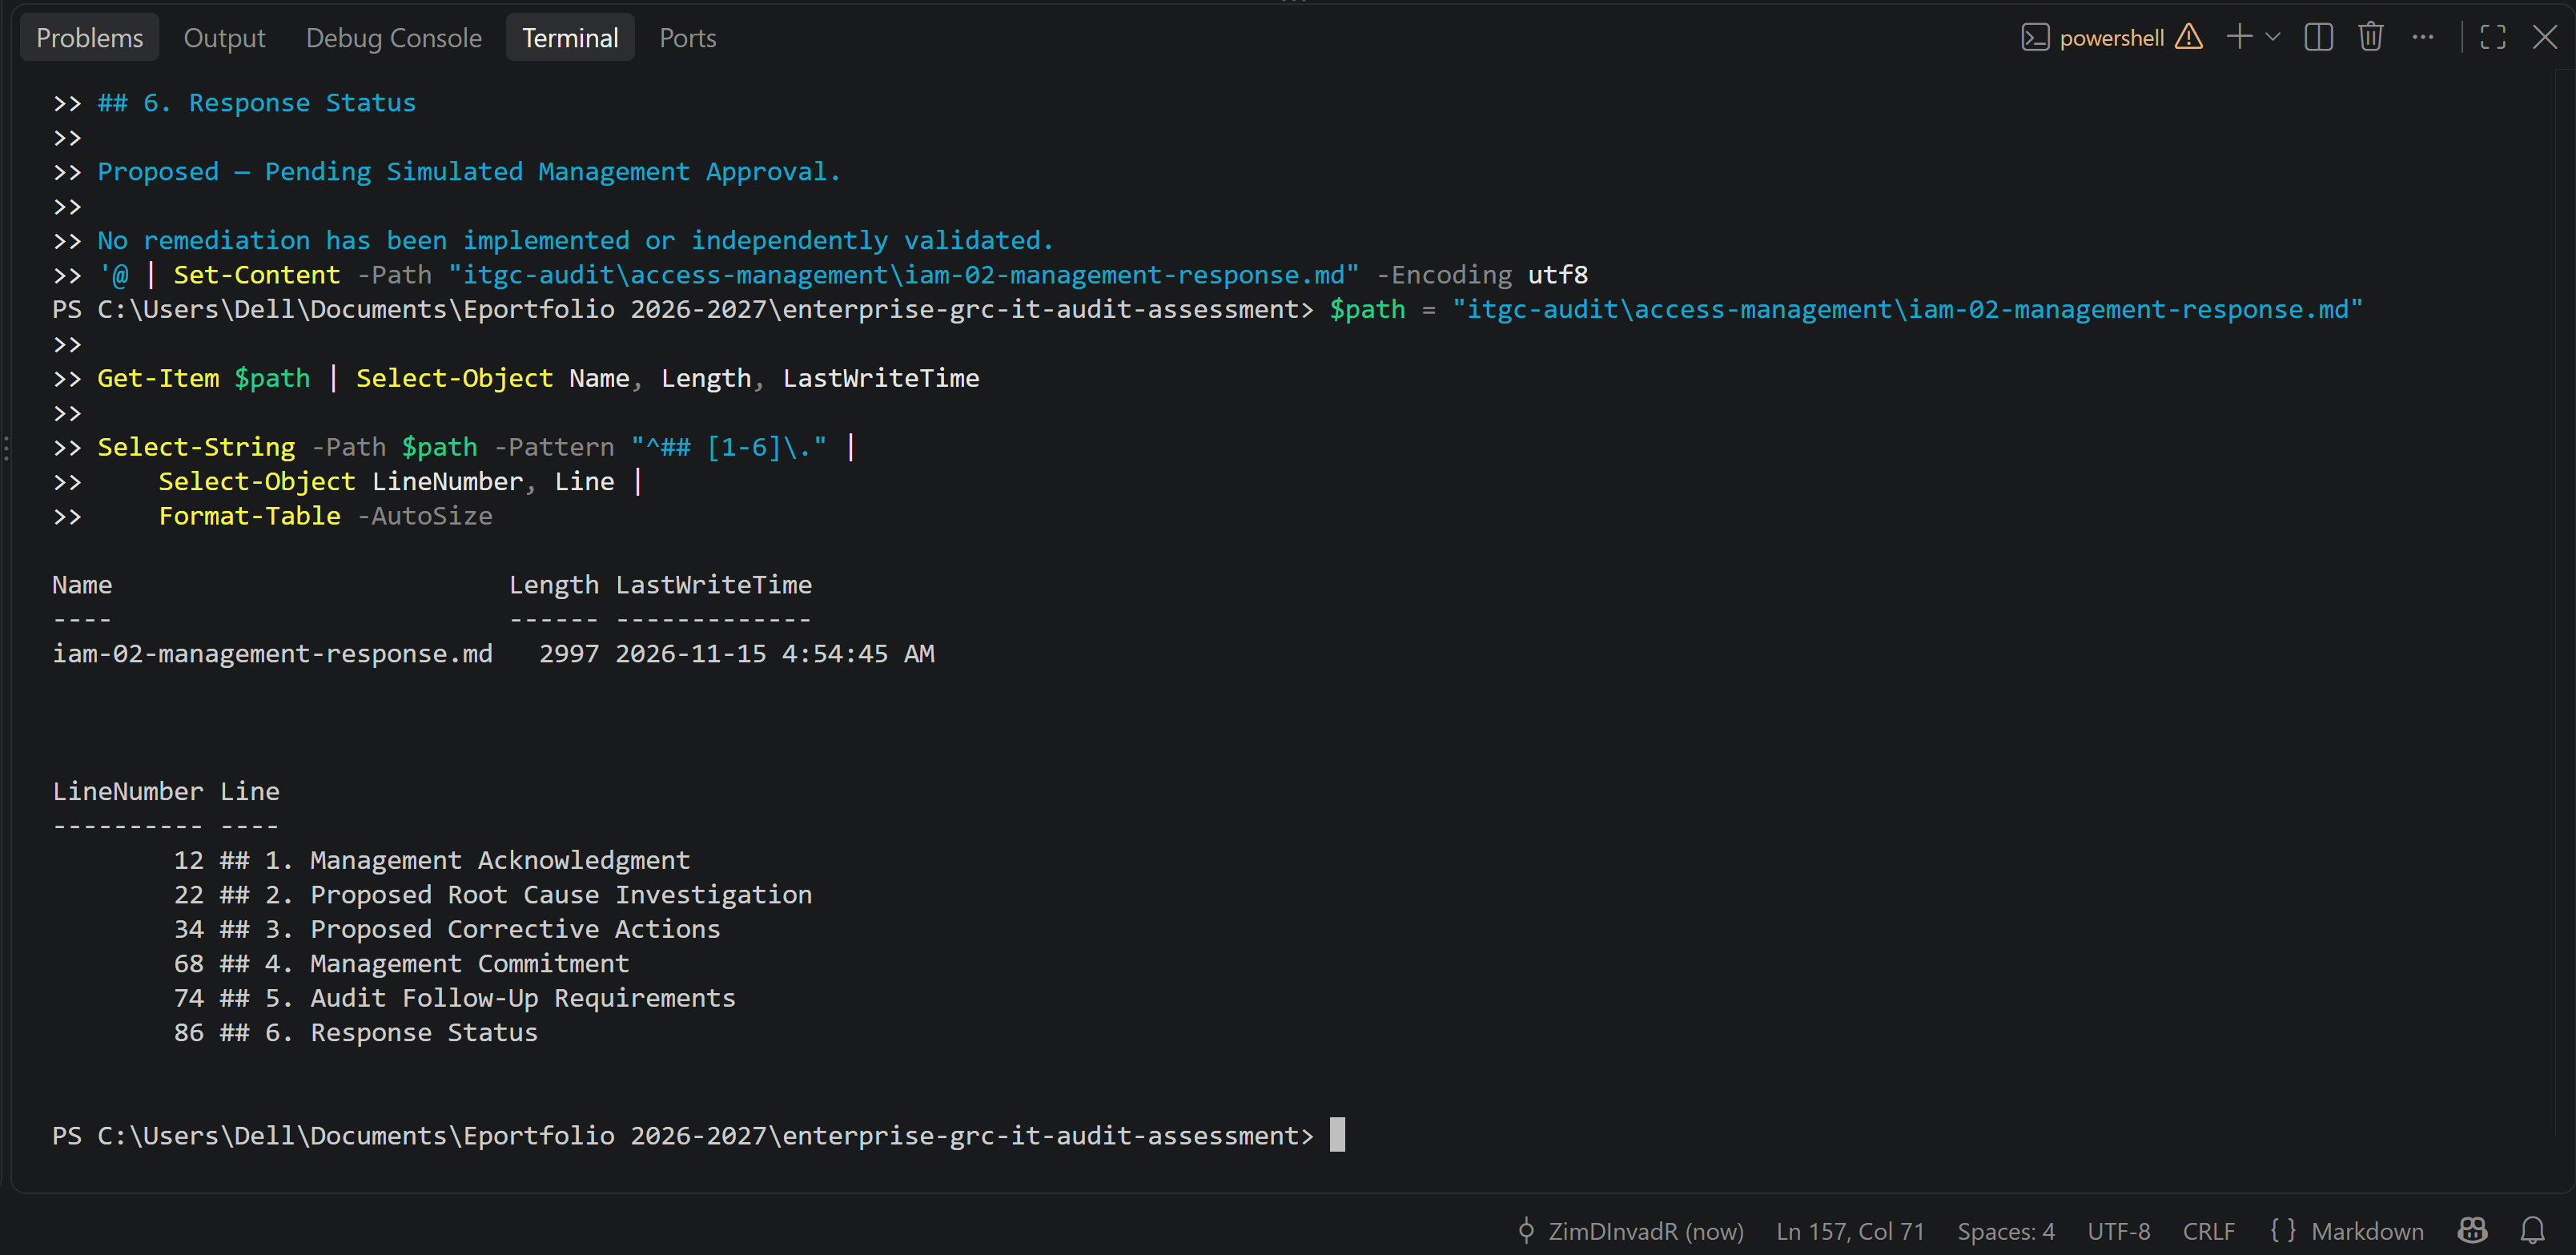 Problems Output Debug Console Terminal Ports powershell
>> ## 6. Response Status
>>
>> Proposed — Pending Simulated Management Approval.
>>
>> No remediation has been implemented or independently validated.
>> '@ | Set-Content -Path "itgc-audit\access-management\iam-02-management-response.md" -Encoding utf8
PS C:\Users\Dell\Documents\Eportfolio 2026-2027\enterprise-grc-it-audit-assessment> $path = "itgc-audit\access-management\iam-02-management-response.md"
>>
>> Get-Item $path | Select-Object Name, Length, LastWriteTime
>>
>> Select-String -Path $path -Pattern "^## [1-6]\." |
>>     Select-Object LineNumber, Line |
>>     Format-Table -AutoSize
Name                          Length LastWriteTime
----                          ------ -------------
iam-02-management-response.md   2997 2026-11-15 4:54:45 AM
LineNumber Line
---------- ----
        12 ## 1. Management Acknowledgment
        22 ## 2. Proposed Root Cause Investigation
        34 ## 3. Proposed Corrective Actions
        68 ## 4. Management Commitment
        74 ## 5. Audit Follow-Up Requirements
        86 ## 6. Response Status
PS C:\Users\Dell\Documents\Eportfolio 2026-2027\enterprise-grc-it-audit-assessment>
ZimDInvadR (now) Ln 157, Col 71 Spaces: 4 UTF-8 CRLF {} Markdown